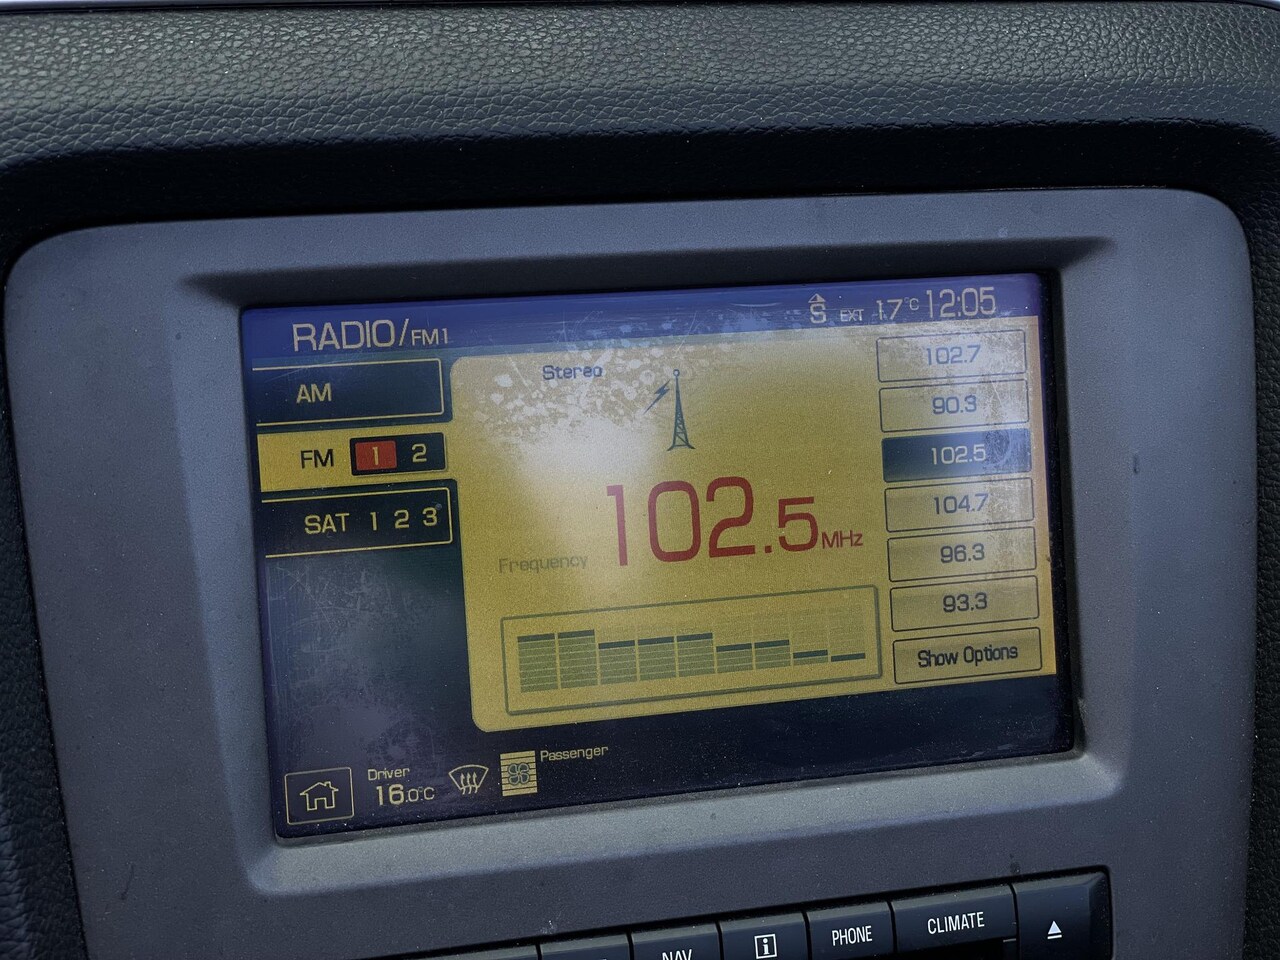 RADIO/FM1
S EXT 17°C 12:05
AM
FM 1 2
SAT 1 2 3
Stereo
Frequency 102.5MHz
102.7
90.3
102.5
104.7
96.3
93.3
Show Options
Driver
16.0°C
Passenger
NAV
i
PHONE
CLIMATE